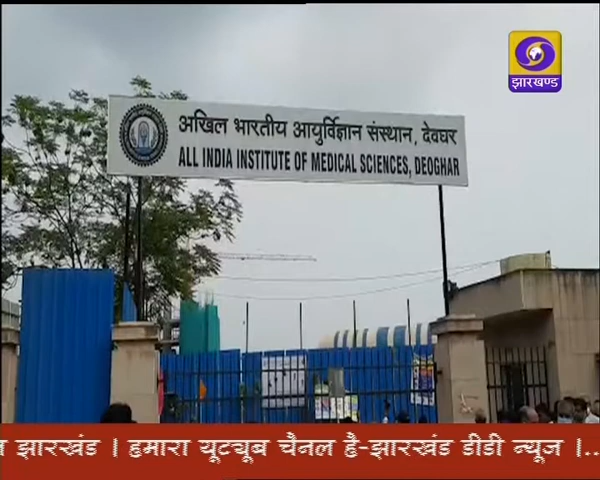 झारखण्ड
अखिल भारतीय आयुर्विज्ञान संस्थान, देवघर
ALL INDIA INSTITUTE OF MEDICAL SCIENCES, DEOGHAR
झारखंड । हमारा यूट्यूब चैनल है-झारखंड डीडी न्यूज ।..